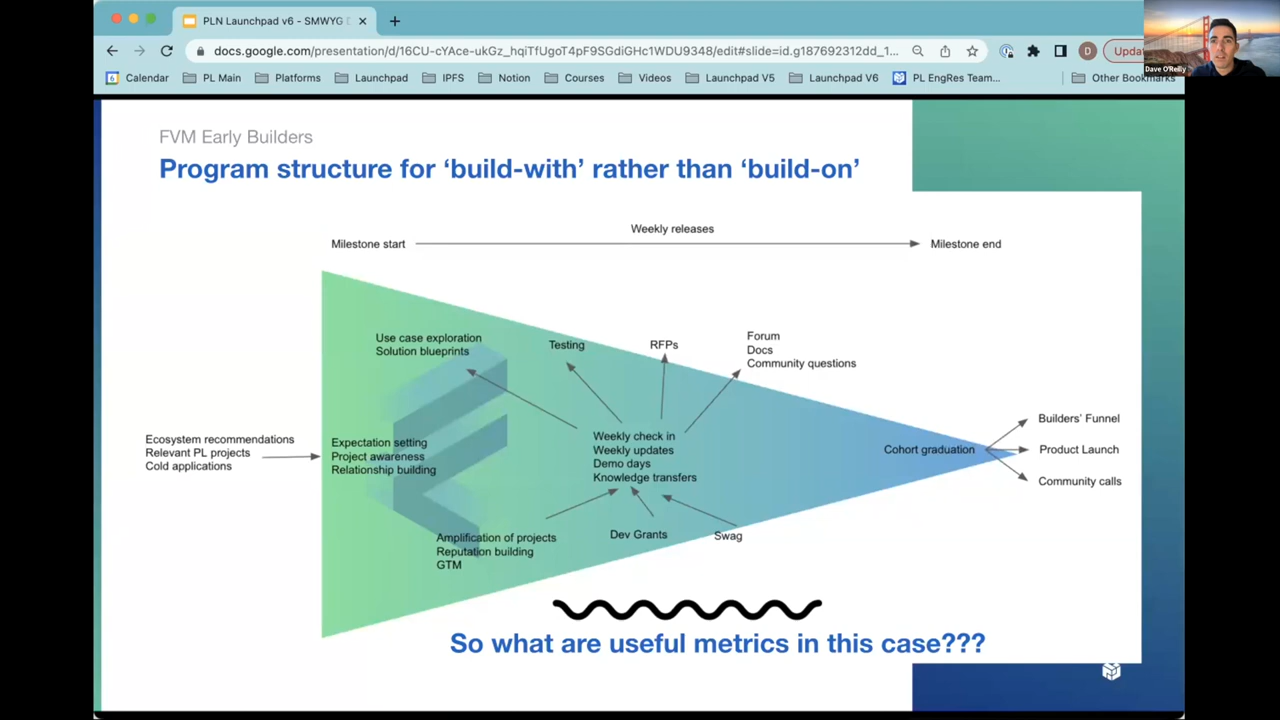 PLN Launchpad v6 - SMWYG D
docs.google.com/presentation/d/16CU-cYAce-ukGz_hqiTfUgoT4pF9SGdiGHc1WDU9348/edit#slide=id.g187692312dd_1...
D
Upda
Dave O'Reilly
Calendar
PL Main
Platforms
Launchpad
IPFS
Notion
Courses
Videos
Launchpad V5
Launchpad V6
PL EngRes Team...
Other Bookmarks
FVM Early Builders
Program structure for ‘build-with’ rather than ‘build-on’
Weekly releases
Milestone start
Milestone end
Use case exploration
Solution blueprints
Testing
RFPs
Forum
Docs
Community questions
Ecosystem recommendations
Relevant PL projects
Cold applications
Expectation setting
Project awareness
Relationship building
Weekly check in
Weekly updates
Demo days
Knowledge transfers
Cohort graduation
Builders’ Funnel
Product Launch
Community calls
Amplification of projects
Reputation building
GTM
Dev Grants
Swag
So what are useful metrics in this case???